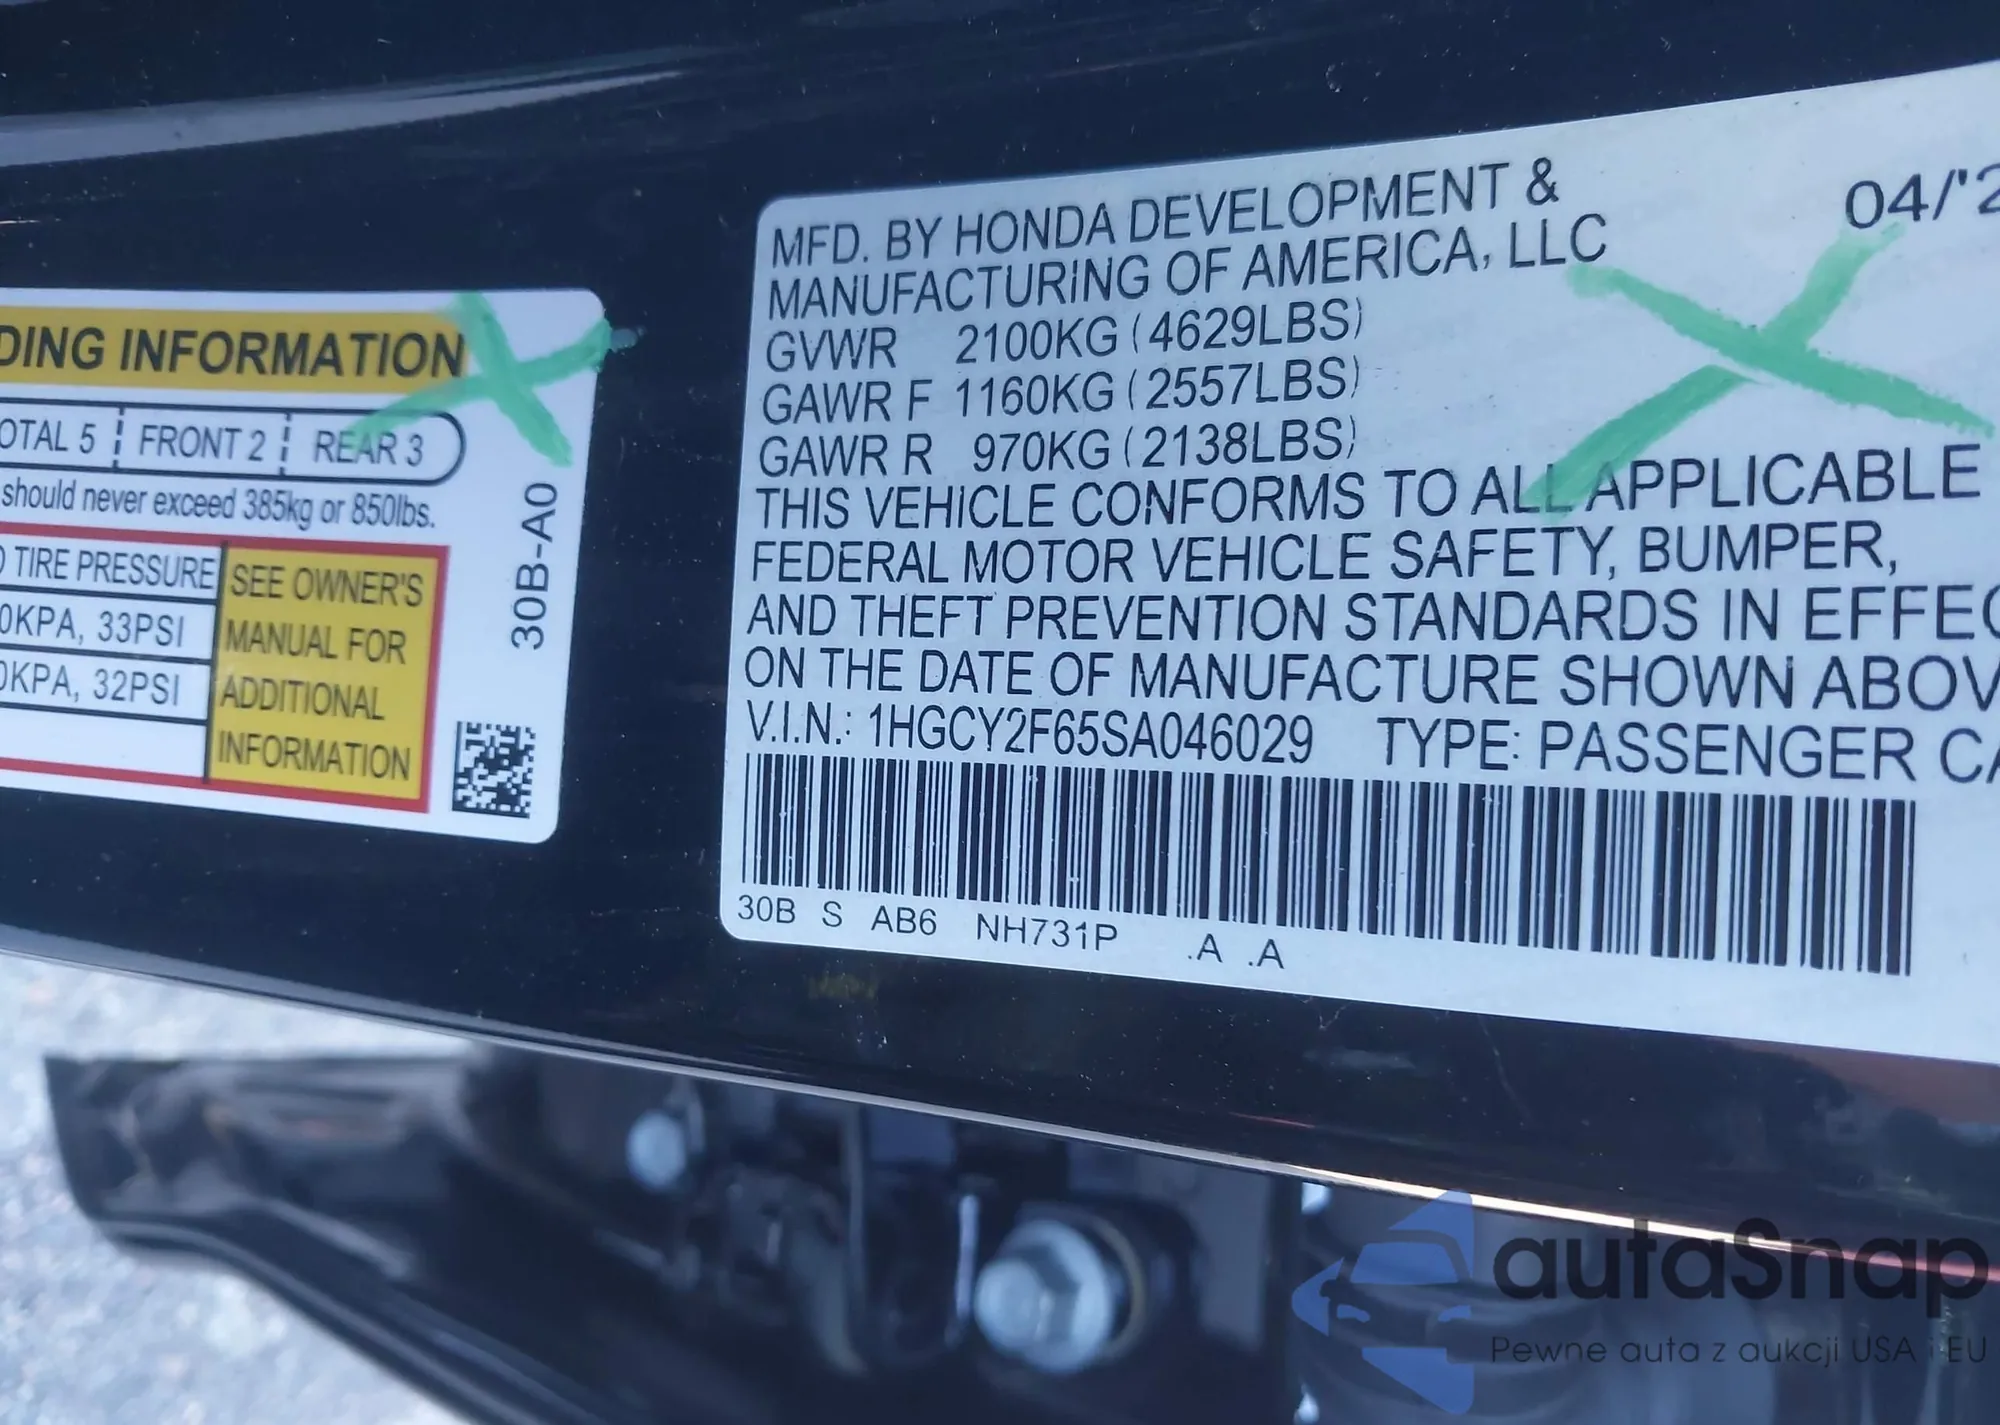 DING INFORMATION
OTAL 5 FRONT 2 REAR 3
should never exceed 385kg or 850lbs.
TIRE PRESSURE
0KPA, 33PSI
0KPA, 32PSI
SEE OWNER'S
MANUAL FOR
ADDITIONAL
INFORMATION
30B-A0
04/'2
MFD. BY HONDA DEVELOPMENT &
MANUFACTURING OF AMERICA, LLC
GVWR 2100KG (4629LBS)
GAWR F 1160KG (2557LBS)
GAWR R 970KG (2138LBS)
THIS VEHICLE CONFORMS TO ALL APPLICABLE
FEDERAL MOTOR VEHICLE SAFETY, BUMPER,
AND THEFT PREVENTION STANDARDS IN EFFEC
ON THE DATE OF MANUFACTURE SHOWN ABOV
V.I.N.: 1HGCY2F65SA046029 TYPE: PASSENGER CA
30B S AB6 NH731P .A .A
autaSnap
Pewne auta z aukcji USA i EU